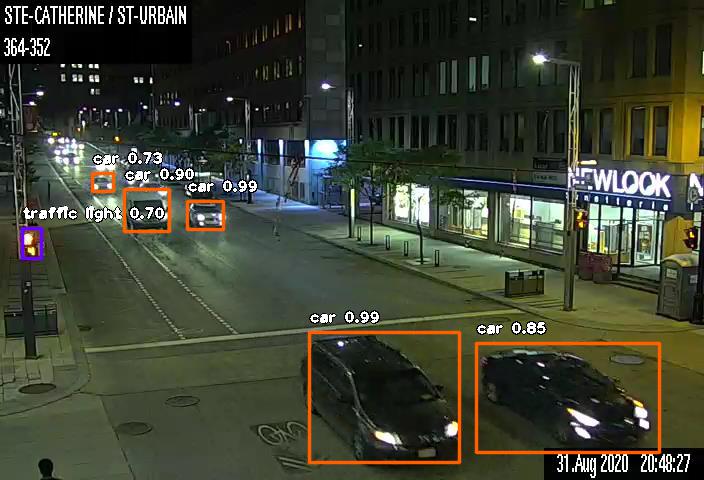 STE-CATHERINE / ST-URBAIN
364-352
car 0.73
car 0.90
car 0.99
traffic light 0.70
NEWLOOK
N
car 0.99
car 0.85
31.Aug 2020 20:48:27